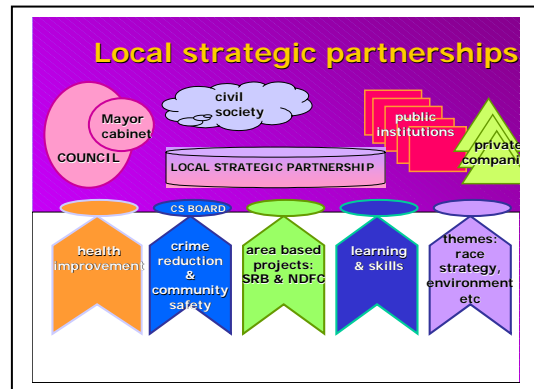 Local strategic partnerships
civil
society
Mayor
cabinet
COUNCIL
public
institutions
private
LOCAL STRATEGIC PARTNERSHIP
CS BOARD
health
improvement
crime
reduction
&
community
safety
area based
projects:
SRB & NDFC
learning
& skills
themes:
race
strategy,
environment
etc